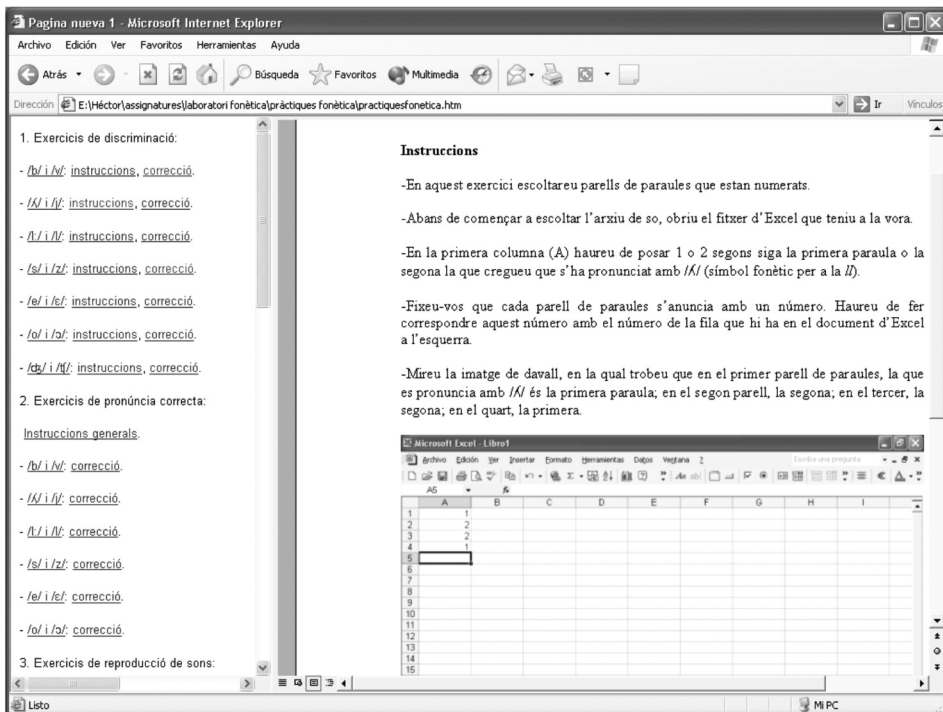 Pagina nueva 1 - Microsoft Internet Explorer
Archivo Edición Ver Favoritos Herramientas Ayuda
Atrás Búsqueda Favoritos Multimedia
Dirección E:\Héctor\assignatures\laboratori fonètica\pràctiques fonètica\practiquesfonetica.htm Ir Vínculos
1. Exercicis de discriminació:
- /b/ i /v/: instruccions, correcció.
- /ʎ/ i /j/: instruccions, correcció.
- /l:/ i /l/: instruccions, correcció.
- /s/ i /z/: instruccions, correcció.
- /e/ i /ɛ/: instruccions, correcció.
- /o/ i /ɔ/: instruccions, correcció.
- /ʤ/ i /ʧ/: instruccions, correcció.
2. Exercicis de pronúncia correcta:
Instruccions generals.
- /b/ i /v/: correcció.
- /ʎ/ i /j/: correcció.
- /l:/ i /l/: correcció.
- /s/ i /z/: correcció.
- /e/ i /ɛ/: correcció.
- /o/ i /ɔ/: correcció.
3. Exercicis de reproducció de sons:
Instruccions
-En aquest exercici escoltareu parells de paraules que estan numerats.
-Abans de començar a escoltar l'arxiu de so, obriu el fitxer d'Excel que teniu a la vora.
-En la primera columna (A) haureu de posar 1 o 2 segons siga la primera paraula o la
segona la que cregueu que s'ha pronunciat amb /ʎ/ (símbol fonètic per a la ll).
-Fixeu-vos que cada parell de paraules s'anuncia amb un número. Haureu de fer
correspondre aquest número amb el número de la fila que hi ha en el document d'Excel
a l'esquerra.
-Mireu la imatge de davall, en la qual trobeu que en el primer parell de paraules, la que
es pronuncia amb /ʎ/ és la primera paraula; en el segon parell, la segona; en el tercer, la
segona; en el quart, la primera.
Microsoft Excel - Libro1
Archivo Edición Ver Insertar Formato Herramientas Datos Ventana ? Escriba una pregunta
A5 fx
A B C D E F G H I
1 1
2 2
3 2
4 1
5
6
7
8
9
10
11
12
13
14
15
Listo Mi PC